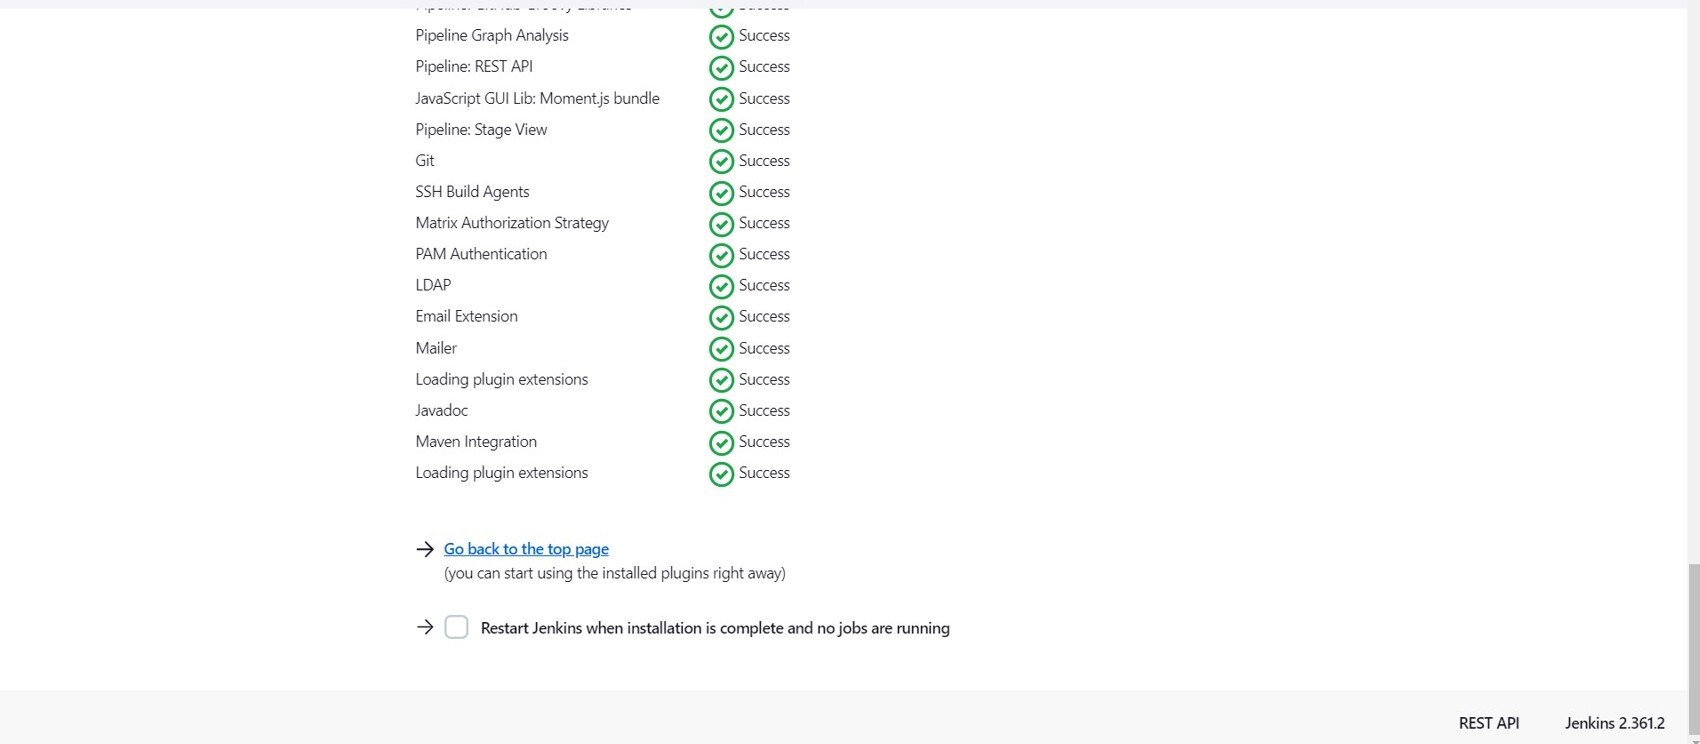 Pipeline Graph Analysis Success
Pipeline: REST API Success
JavaScript GUI Lib: Moment.js bundle Success
Pipeline: Stage View Success
Git Success
SSH Build Agents Success
Matrix Authorization Strategy Success
PAM Authentication Success
LDAP Success
Email Extension Success
Mailer Success
Loading plugin extensions Success
Javadoc Success
Maven Integration Success
Loading plugin extensions Success
Go back to the top page
(you can start using the installed plugins right away)
Restart Jenkins when installation is complete and no jobs are running
REST API Jenkins 2.361.2